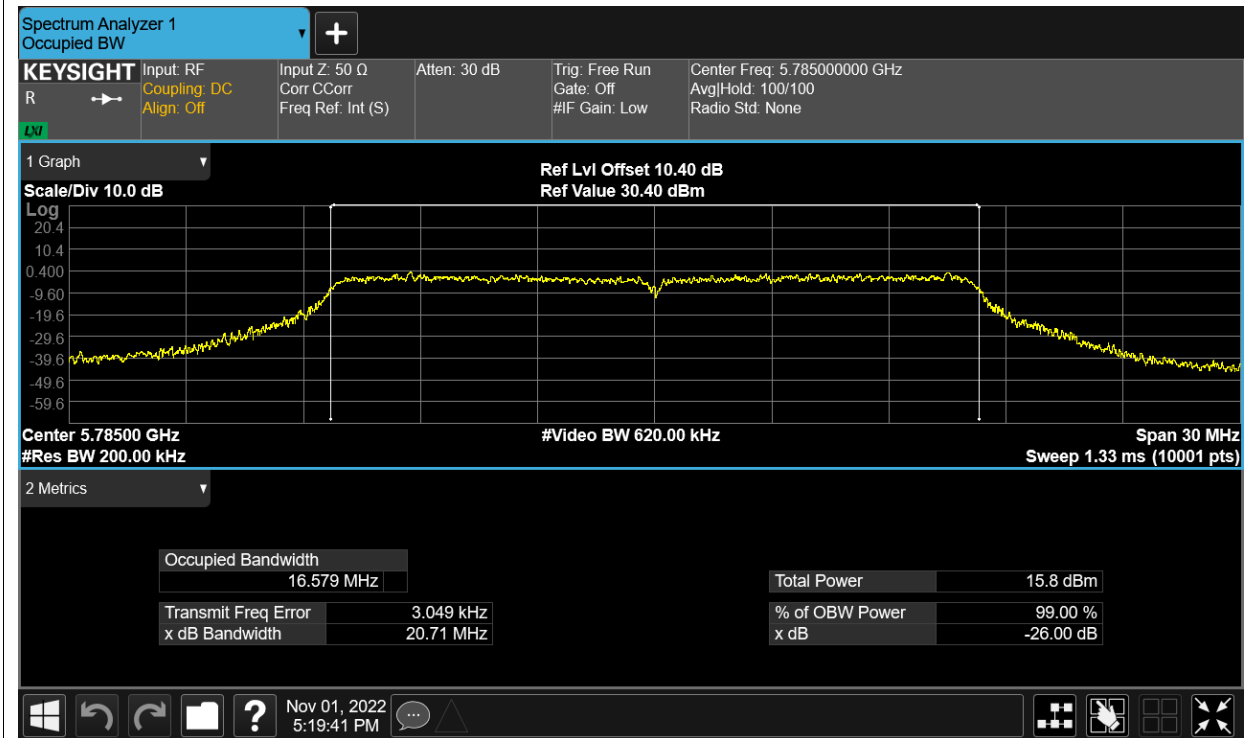 Spectrum Analyzer 1
Occupied BW
KEYSIGHT
R
LXI
Input: RF
Coupling: DC
Align: Off
Input Z: 50 Ω
Corr CCorr
Freq Ref: Int (S)
Atten: 30 dB
Trig: Free Run
Gate: Off
#IF Gain: Low
Center Freq: 5.785000000 GHz
Avg|Hold: 100/100
Radio Std: None
1 Graph
Scale/Div 10.0 dB
Ref Lvl Offset 10.40 dB
Ref Value 30.40 dBm
Log
20.4
10.4
0.400
-9.60
-19.6
-29.6
-39.6
-49.6
-59.6
Center 5.78500 GHz
#Res BW 200.00 kHz
#Video BW 620.00 kHz
Span 30 MHz
Sweep 1.33 ms (10001 pts)
2 Metrics
Occupied Bandwidth
16.579 MHz
Transmit Freq Error 3.049 kHz
x dB Bandwidth 20.71 MHz
Total Power 15.8 dBm
% of OBW Power 99.00 %
x dB -26.00 dB
?
Nov 01, 2022
5:19:41 PM